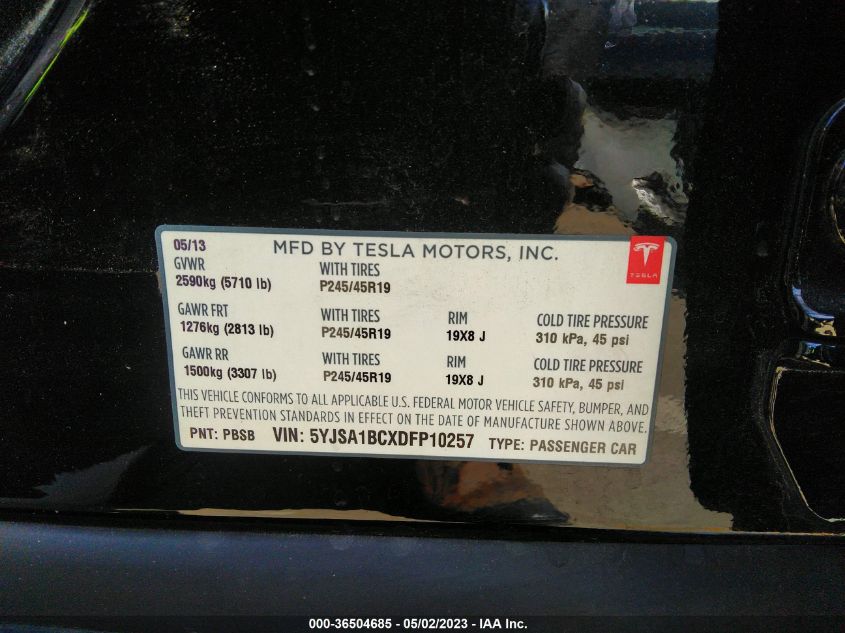 05/13 MFD BY TESLA MOTORS, INC.
TESLA
GVWR WITH TIRES
2590kg (5710 lb) P245/45R19
GAWR FRT WITH TIRES RIM COLD TIRE PRESSURE
1276kg (2813 lb) P245/45R19 19X8 J 310 kPa, 45 psi
GAWR RR WITH TIRES RIM COLD TIRE PRESSURE
1500kg (3307 lb) P245/45R19 19X8 J 310 kPa, 45 psi
THIS VEHICLE CONFORMS TO ALL APPLICABLE U.S. FEDERAL MOTOR VEHICLE SAFETY, BUMPER, AND
THEFT PREVENTION STANDARDS IN EFFECT ON THE DATE OF MANUFACTURE SHOWN ABOVE.
PNT: PBSB VIN: 5YJSA1BCXDFP10257 TYPE: PASSENGER CAR
000-36504685 - 05/02/2023 - IAA Inc.